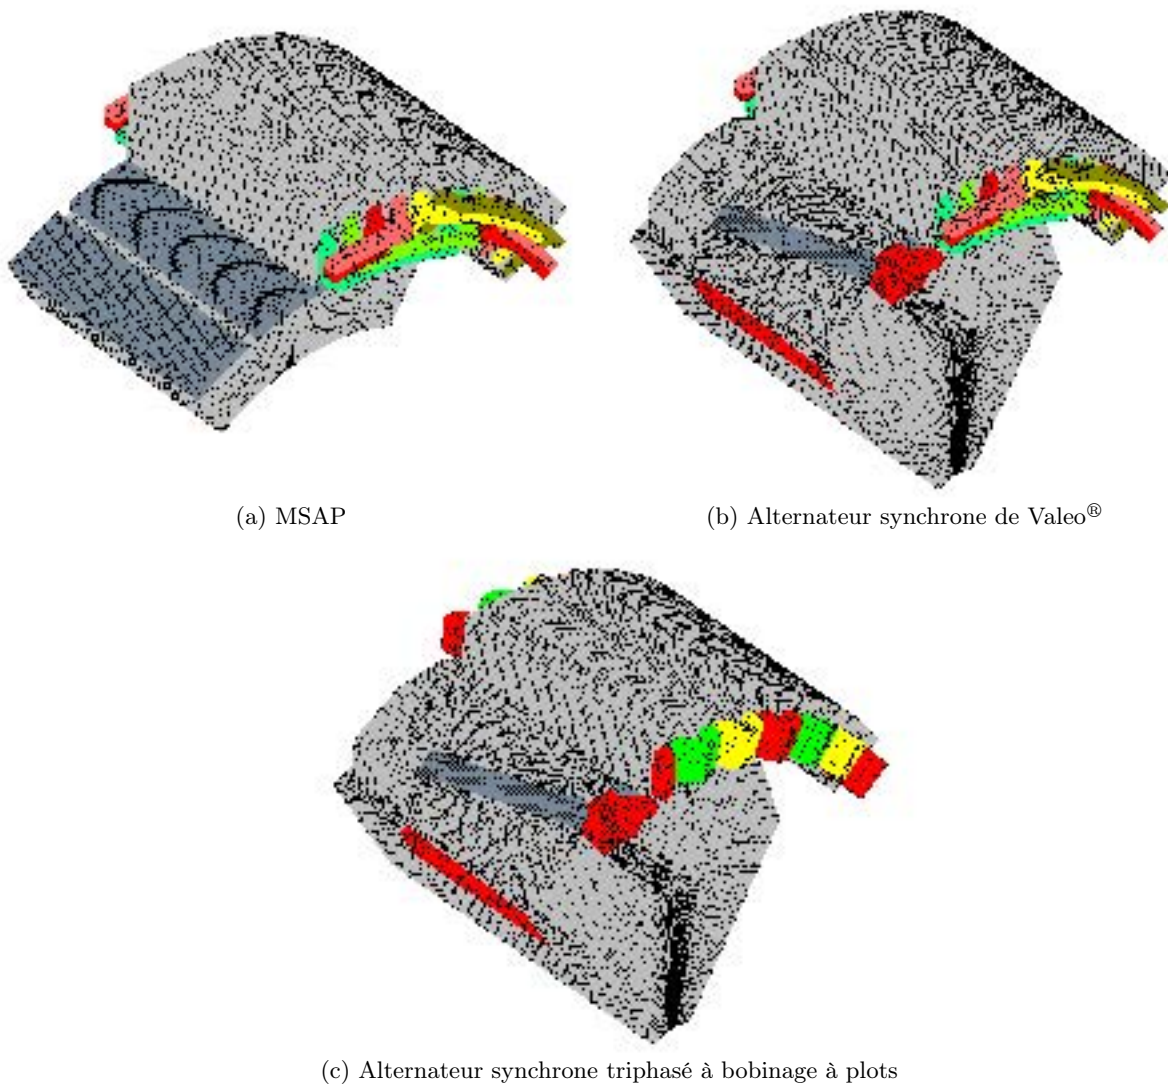 (a) MSAP
(b) Alternateur synchrone de Valeo®
(c) Alternateur synchrone triphasé à bobinage à plots